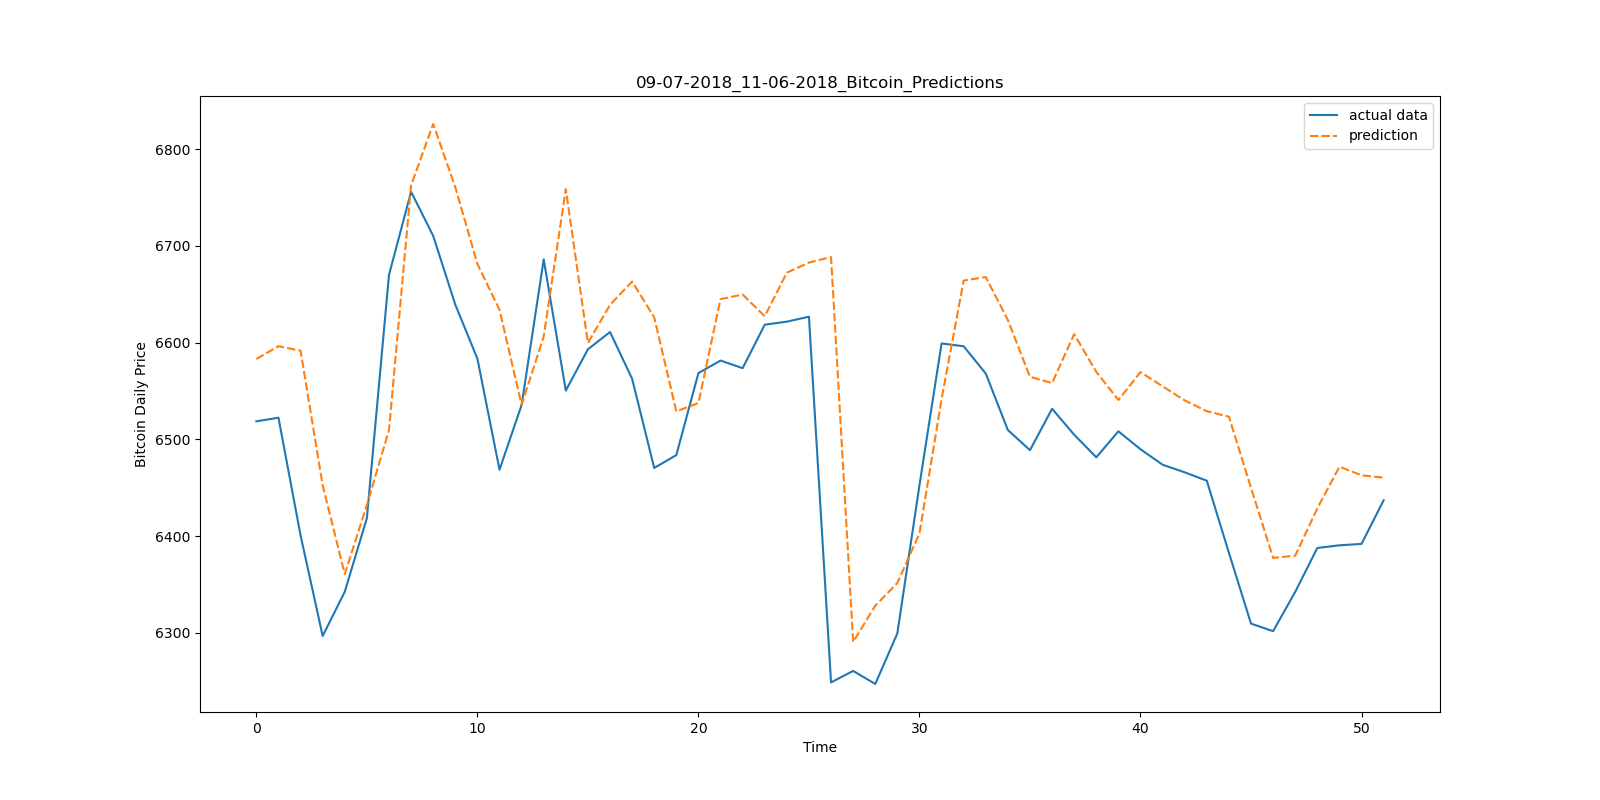 09-07-2018_11-06-2018_Bitcoin_Predictions
actual data
prediction
Bitcoin Daily Price
6800
6700
6600
6500
6400
6300
0 10 20 30 40 50
Time